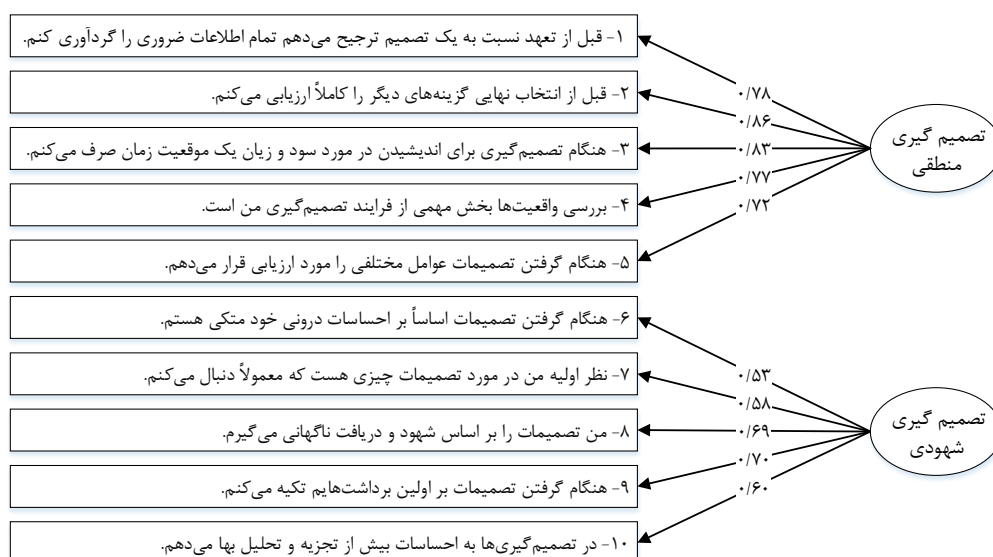 ۱- قبل از تعهد نسبت به یک تصمیم ترجیح می‌دهم تمام اطلاعات ضروری را گردآوری کنم.
۲- قبل از انتخاب نهایی گزینه‌های دیگر را کاملاً ارزیابی می‌کنم.
۳- هنگام تصمیم‌گیری برای اندیشیدن در مورد سود و زیان یک موقعیت زمان صرف می‌کنم.
۴- بررسی واقعیت‌ها بخش مهمی از فرایند تصمیم‌گیری من است.
۵- هنگام گرفتن تصمیمات عوامل مختلفی را مورد ارزیابی قرار می‌دهم.
۰/۷۸
۰/۸۶
۰/۸۳
۰/۷۷
۰/۷۲
تصمیم گیری
منطقی
۶- هنگام گرفتن تصمیمات اساساً بر احساسات درونی خود متکی هستم.
۷- نظر اولیه من در مورد تصمیمات چیزی هست که معمولاً دنبال می‌کنم.
۸- من تصمیمات را بر اساس شهود و دریافت ناگهانی می‌گیرم.
۹- هنگام گرفتن تصمیمات بر اولین برداشت‌هایم تکیه می‌کنم.
۱۰- در تصمیم‌گیری‌ها به احساسات بیش از تجزیه و تحلیل بها می‌دهم.
۰/۵۳
۰/۵۸
۰/۶۹
۰/۷۰
۰/۶۰
تصمیم گیری
شهودی